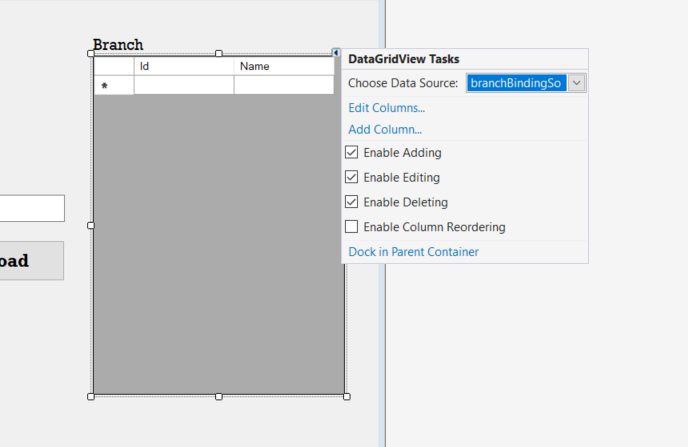 Branch
Id Name
*
DataGridView Tasks
Choose Data Source: branchBindingSo
Edit Columns...
Add Column...
Enable Adding
Enable Editing
Enable Deleting
Enable Column Reordering
Dock in Parent Container
oad